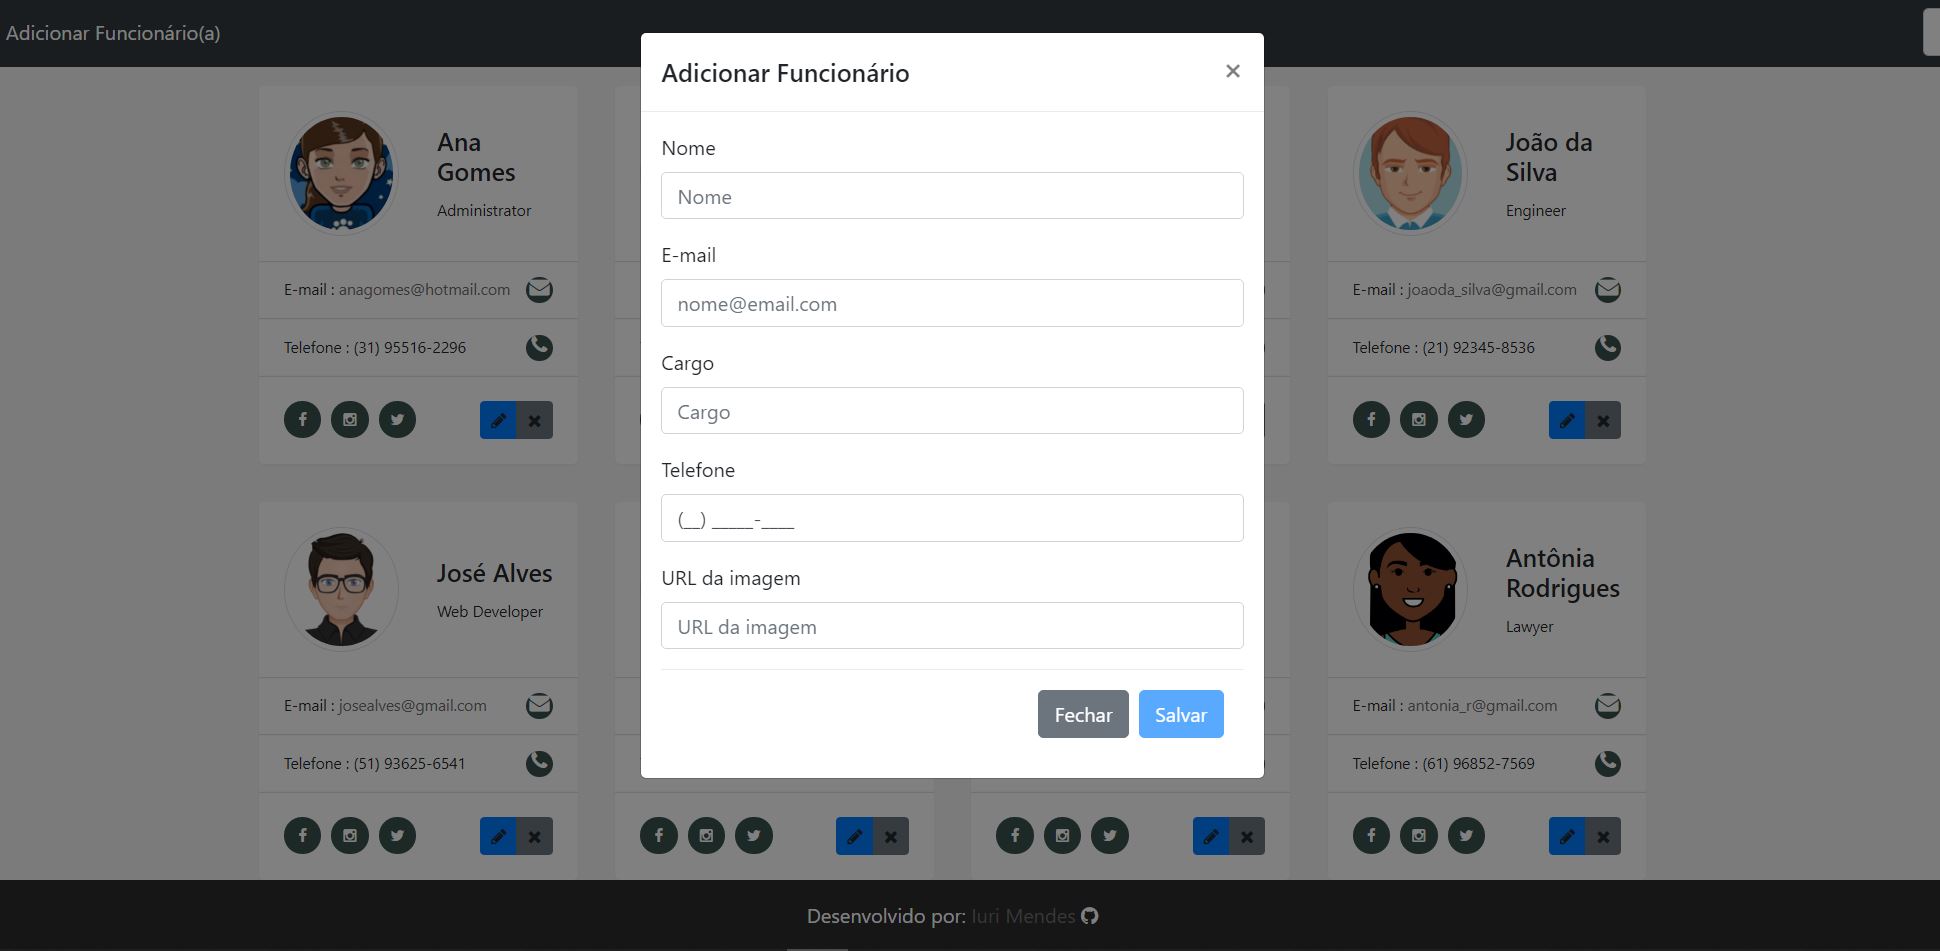 Adicionar Funcionário(a)
Adicionar Funcionário
×
Nome
Nome
E-mail
nome@email.com
Cargo
Cargo
Telefone
(__) _____-____
URL da imagem
URL da imagem
Fechar
Salvar
Ana
Gomes
Administrator
E-mail : anagomes@hotmail.com
Telefone : (31) 95516-2296
João da
Silva
Engineer
E-mail : joaoda_silva@gmail.com
Telefone : (21) 92345-8536
José Alves
Web Developer
E-mail : josealves@gmail.com
Telefone : (51) 93625-6541
Antônia
Rodrigues
Lawyer
E-mail : antonia_r@gmail.com
Telefone : (61) 96852-7569
Desenvolvido por: Iuri Mendes